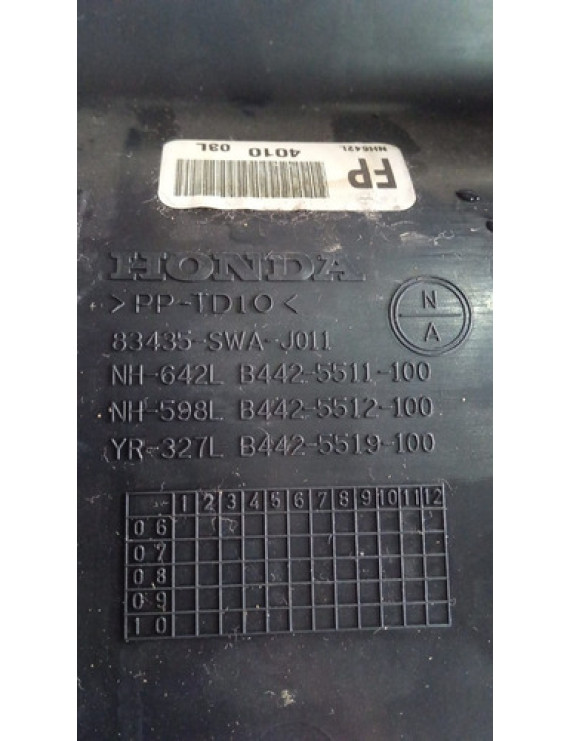 NH642L
FP
4010 03L
HONDA
>PP-TD10<
N
A
83435-SWA-J011
NH-642L B442-5511-100
NH-598L B442-5512-100
YR-327L B442-5519-100
1 2 3 4 5 6 7 8 9 10 11 12
06
07
08
09
10